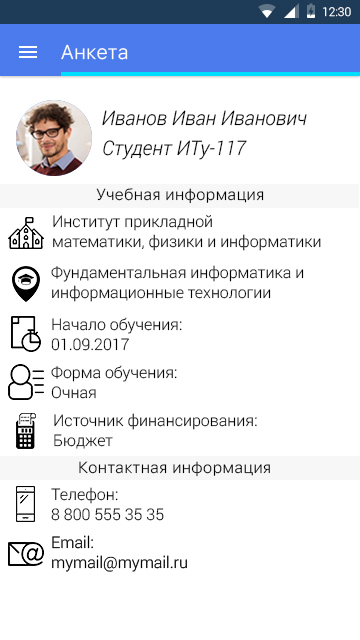 12:30
Анкета
Иванов Иван Иванович
Студент ИТу-117
Учебная информация
Институт прикладной
математики, физики и информатики
Фундаментальная информатика и
информационные технологии
Начало обучения:
01.09.2017
Форма обучения:
Очная
Источник финансирования:
Бюджет
Контактная информация
Телефон:
8 800 555 35 35
Email:
mymail@mymail.ru